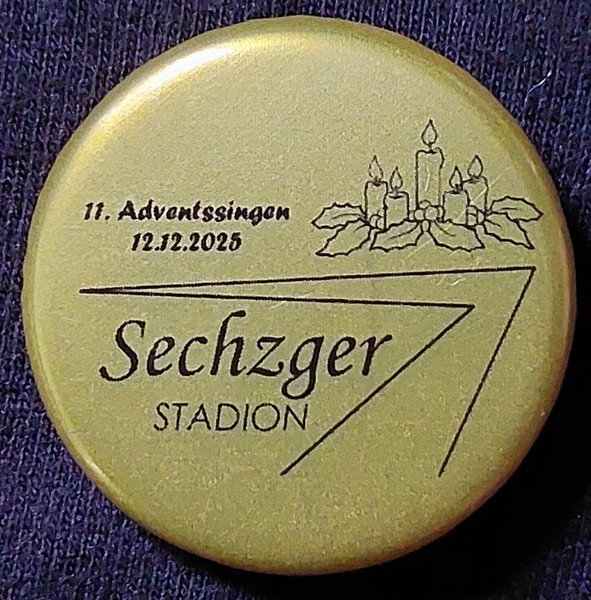 11. Adventssingen
12.12.2025
Sechzger
STADION